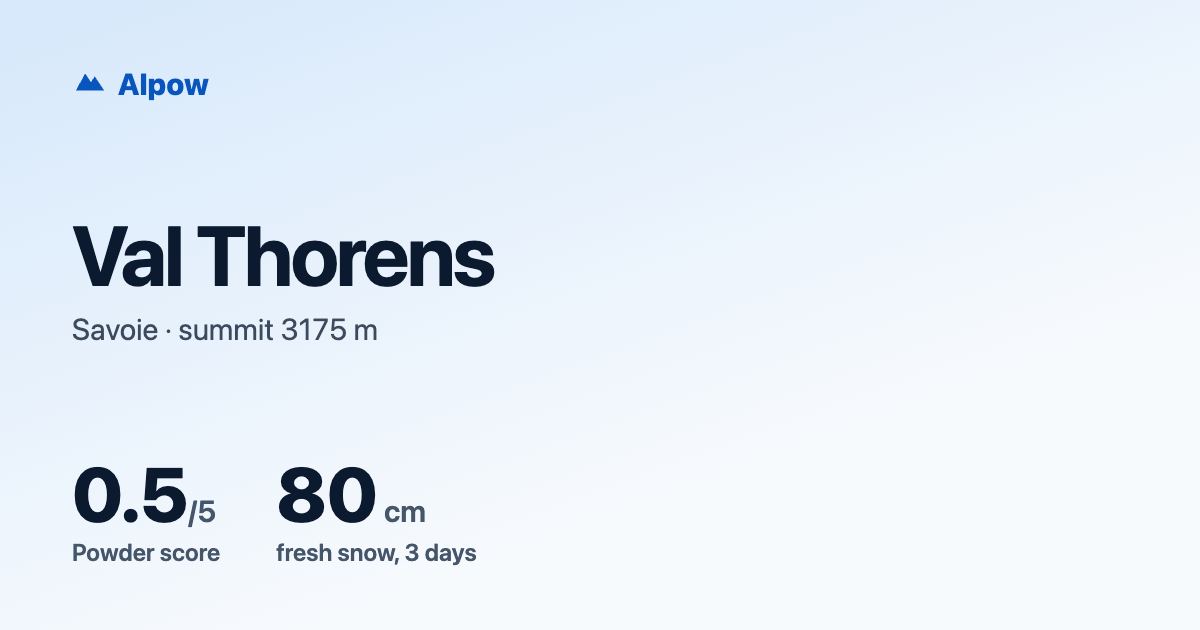 Alpow
Val Thorens
Savoie · summit 3175 m
0.5/5 80 cm
Powder score fresh snow, 3 days